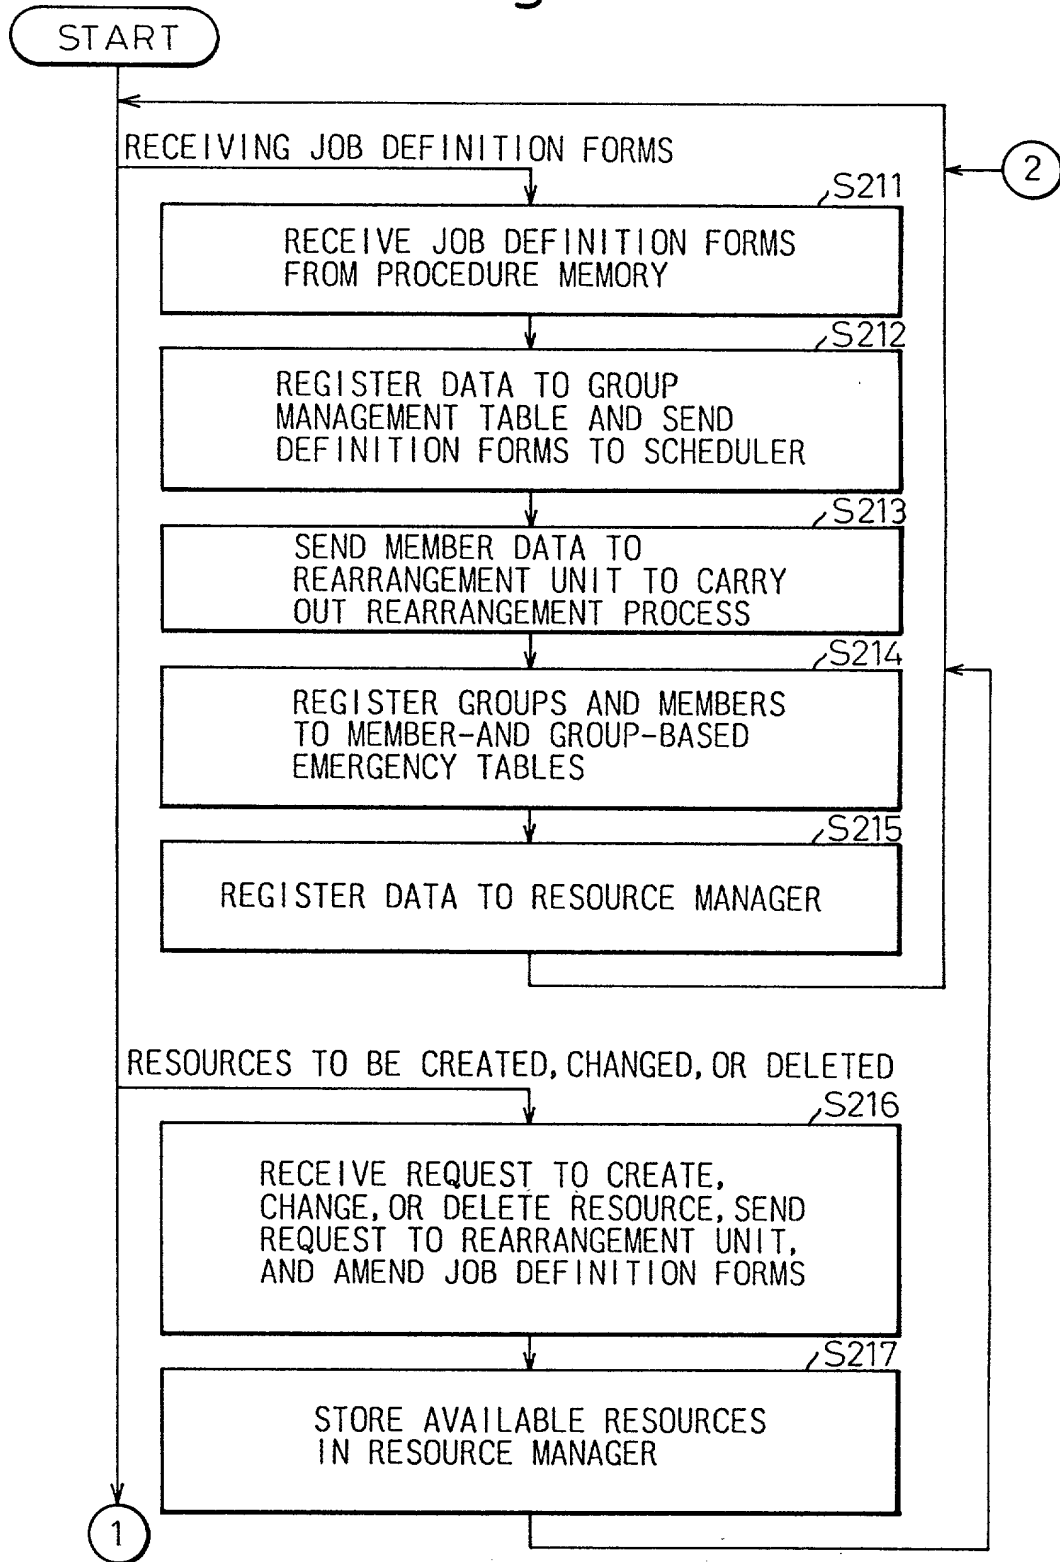 START
RECEIVING JOB DEFINITION FORMS
2
S211
RECEIVE JOB DEFINITION FORMS
FROM PROCEDURE MEMORY
S212
REGISTER DATA TO GROUP
MANAGEMENT TABLE AND SEND
DEFINITION FORMS TO SCHEDULER
S213
SEND MEMBER DATA TO
REARRANGEMENT UNIT TO CARRY
OUT REARRANGEMENT PROCESS
S214
REGISTER GROUPS AND MEMBERS
TO MEMBER-AND GROUP-BASED
EMERGENCY TABLES
S215
REGISTER DATA TO RESOURCE MANAGER
RESOURCES TO BE CREATED, CHANGED, OR DELETED
S216
RECEIVE REQUEST TO CREATE,
CHANGE, OR DELETE RESOURCE, SEND
REQUEST TO REARRANGEMENT UNIT,
AND AMEND JOB DEFINITION FORMS
S217
STORE AVAILABLE RESOURCES
IN RESOURCE MANAGER
1